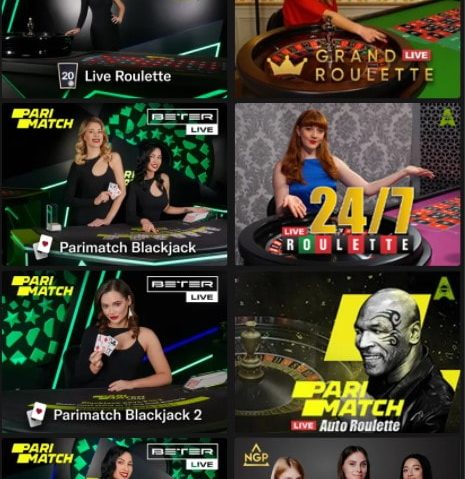 20
Live Roulette
GRAND LIVE
ROULETTE
PARI
MATCH
BETER
LIVE
Parimatch Blackjack
24/7
LIVE ROULETTE
PARI
MATCH
BETER
LIVE
Parimatch Blackjack 2
PARI
MATCH
LIVE Auto Roulette
PARI
MATCH
BETER
LIVE
NGP